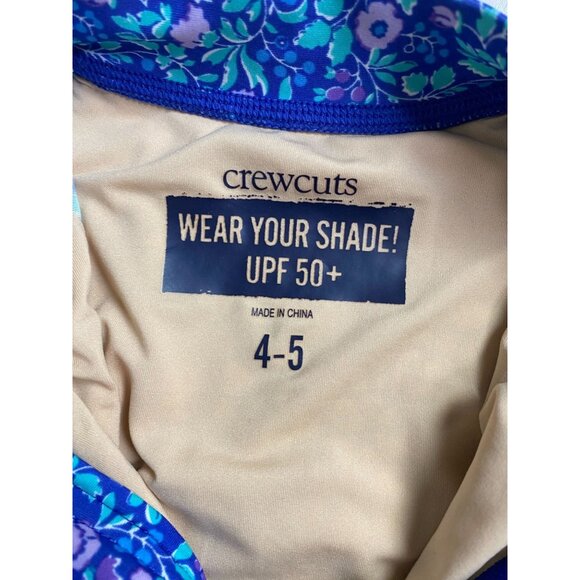 crewcuts
WEAR YOUR SHADE!
UPF 50+
MADE IN CHINA
4-5